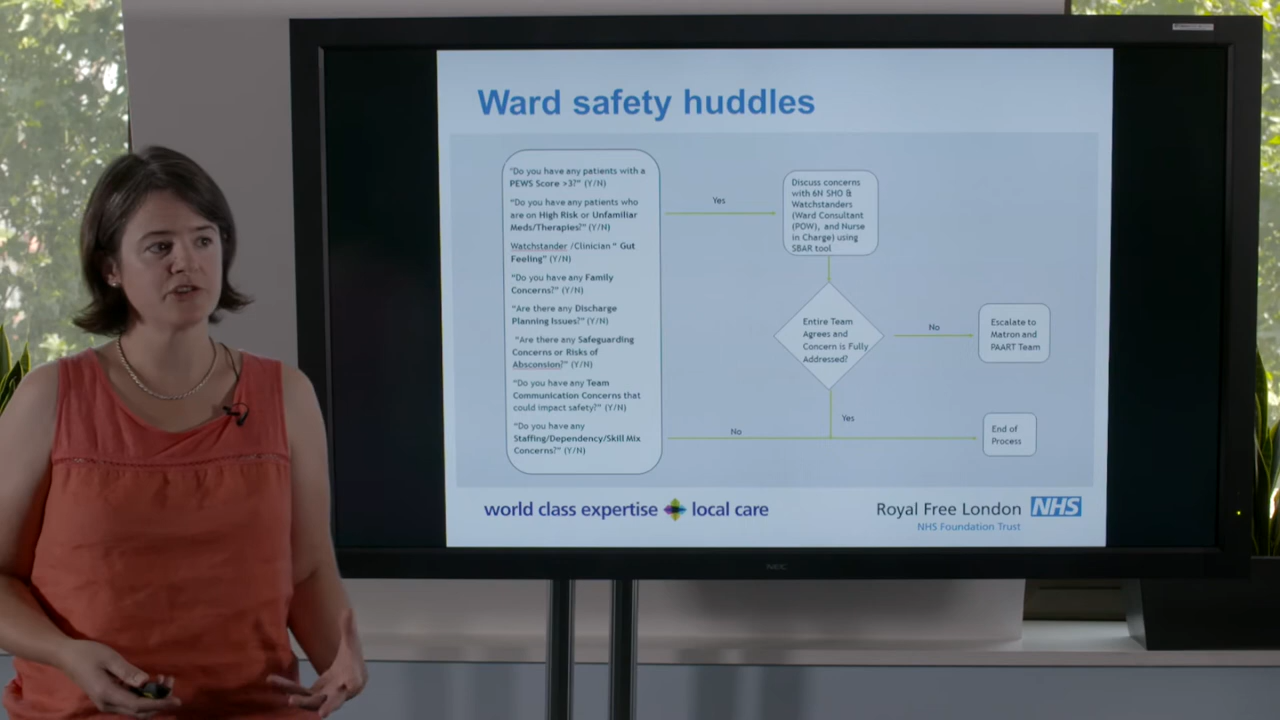 Ward safety huddles
"Do you have any patients with a
PEWS Score >3?" (Y/N)
"Do you have any patients who
are on High Risk or Unfamiliar
Meds/Therapies?" (Y/N)
Watchstander /Clinician " Gut
Feeling" (Y/N)
"Do you have any Family
Concerns?" (Y/N)
"Are there any Discharge
Planning Issues?" (Y/N)
"Are there any Safeguarding
Concerns or Risks of
Absconsion?" (Y/N)
"Do you have any Team
Communication Concerns that
could impact safety?" (Y/N)
"Do you have any
Staffing/Dependency/Skill Mix
Concerns?" (Y/N)
Yes
Discuss concerns
with 6N SHO &
Watchstanders
(Ward Consultant
(POW), and Nurse
in Charge) using
SBAR tool
Entire Team
Agrees and
Concern is Fully
Addressed?
No
Escalate to
Matron and
PAART Team
Yes
No
End of
Process
world class expertise local care
Royal Free London NHS
NHS Foundation Trust
NEC